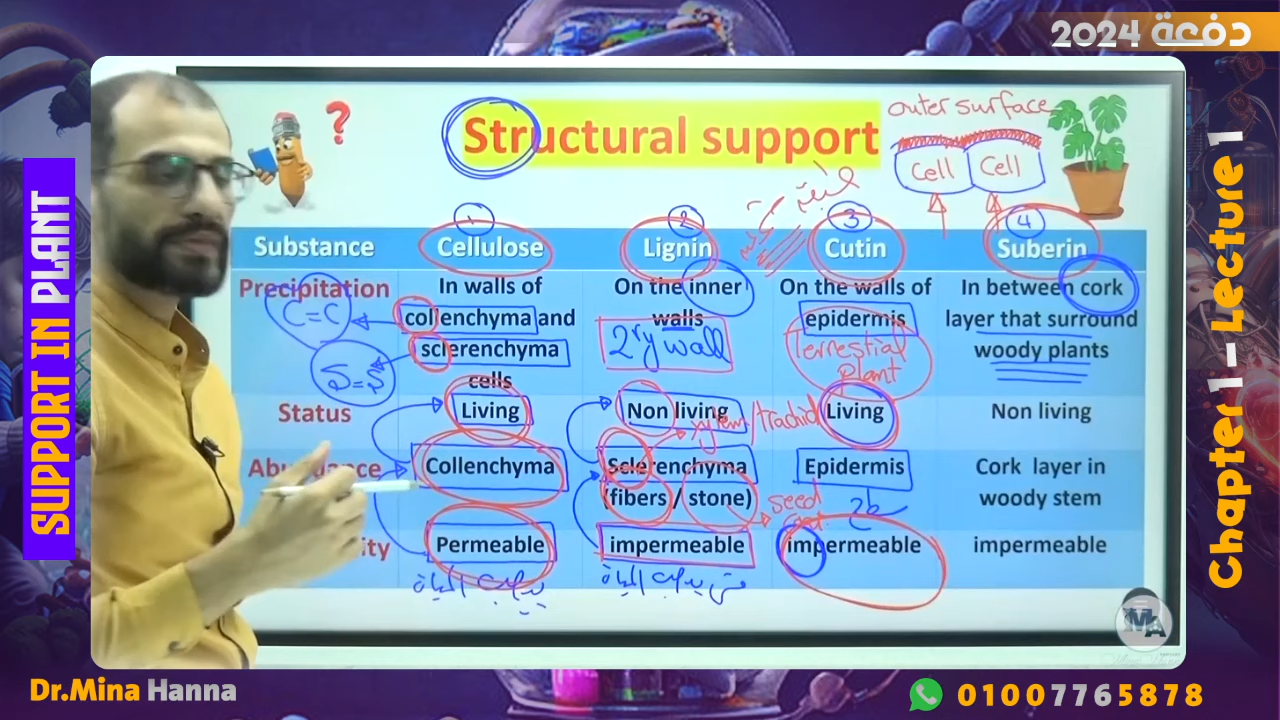 دفعة 2024
SUPPORT IN PLANT
Chapter 1 - Lecture 1
?
Structural support
outer surface
Cell Cell
1 2 3 4
Substance Cellulose Lignin Cutin Suberin
Precipitation
In walls of
collenchyma and
sclerenchyma
cells
C=C
S=S
On the inner
walls
2ry wall
On the walls of
epidermis
Terrestial
plant
In between cork
layer that surround
woody plants
Status Living Non living Living Non living
xylem/trachid
Abundance
Collenchyma
Sclerenchyma
(fibers / stone)
seed
Epidermis
Cork layer in
woody stem
ity Permeable impermeable impermeable impermeable
MA
Dr.Mina Hanna
01007765878